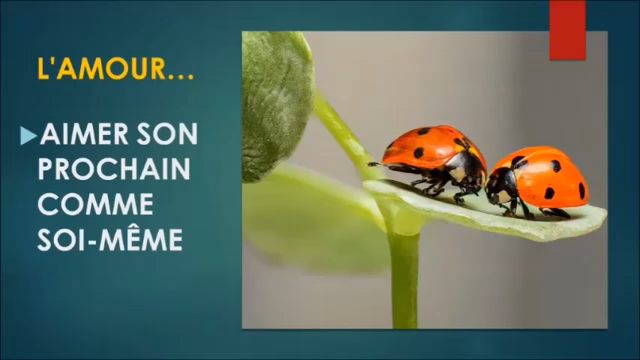 L'AMOUR...
AIMER SON
PROCHAIN
COMME
SOI-MÊME